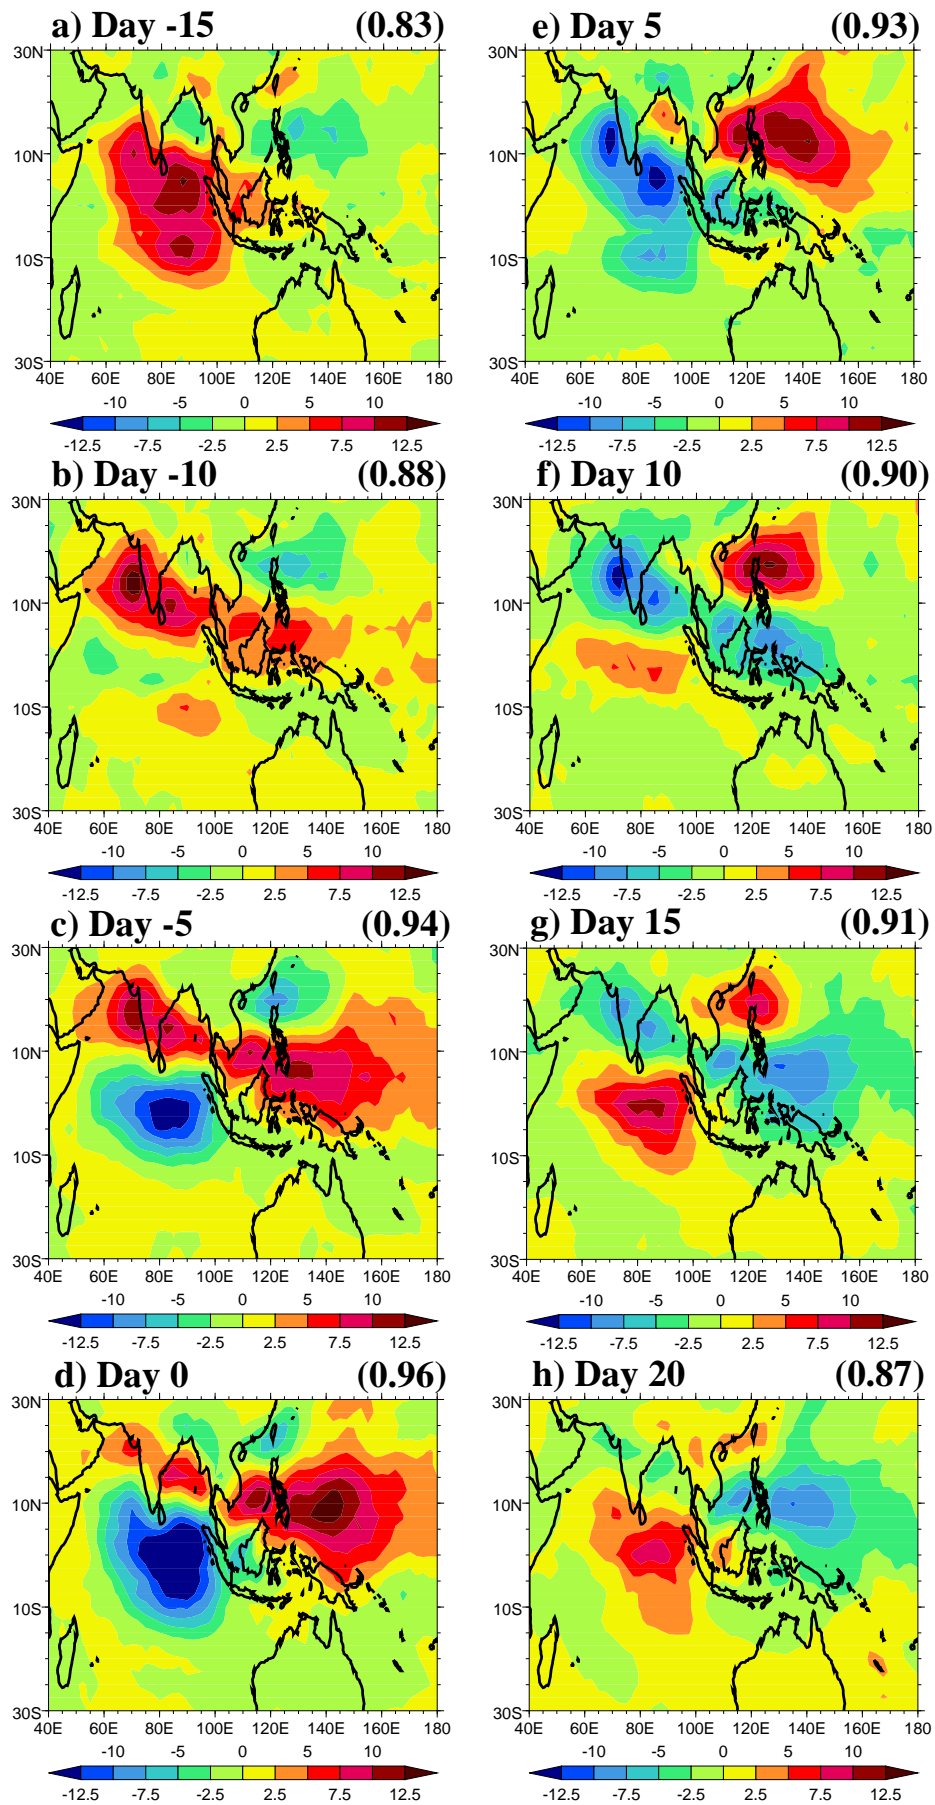 a) Day -15 (0.83)
30N
10N
10S
30S
40E 60E 80E 100E 120E 140E 160E 180
-10 -5 0 5 10
-12.5 -7.5 -2.5 2.5 7.5 12.5
b) Day -10 (0.88)
30N
10N
10S
30S
40E 60E 80E 100E 120E 140E 160E 180
-10 -5 0 5 10
-12.5 -7.5 -2.5 2.5 7.5 12.5
c) Day -5 (0.94)
30N
10N
10S
30S
40E 60E 80E 100E 120E 140E 160E 180
-10 -5 0 5 10
-12.5 -7.5 -2.5 2.5 7.5 12.5
d) Day 0 (0.96)
30N
10N
10S
30S
40E 60E 80E 100E 120E 140E 160E 180
-10 -5 0 5 10
-12.5 -7.5 -2.5 2.5 7.5 12.5
e) Day 5 (0.93)
30N
10N
10S
30S
40E 60E 80E 100E 120E 140E 160E 180
-10 -5 0 5 10
-12.5 -7.5 -2.5 2.5 7.5 12.5
f) Day 10 (0.90)
30N
10N
10S
30S
40E 60E 80E 100E 120E 140E 160E 180
-10 -5 0 5 10
-12.5 -7.5 -2.5 2.5 7.5 12.5
g) Day 15 (0.91)
30N
10N
10S
30S
40E 60E 80E 100E 120E 140E 160E 180
-10 -5 0 5 10
-12.5 -7.5 -2.5 2.5 7.5 12.5
h) Day 20 (0.87)
30N
10N
10S
30S
40E 60E 80E 100E 120E 140E 160E 180
-10 -5 0 5 10
-12.5 -7.5 -2.5 2.5 7.5 12.5